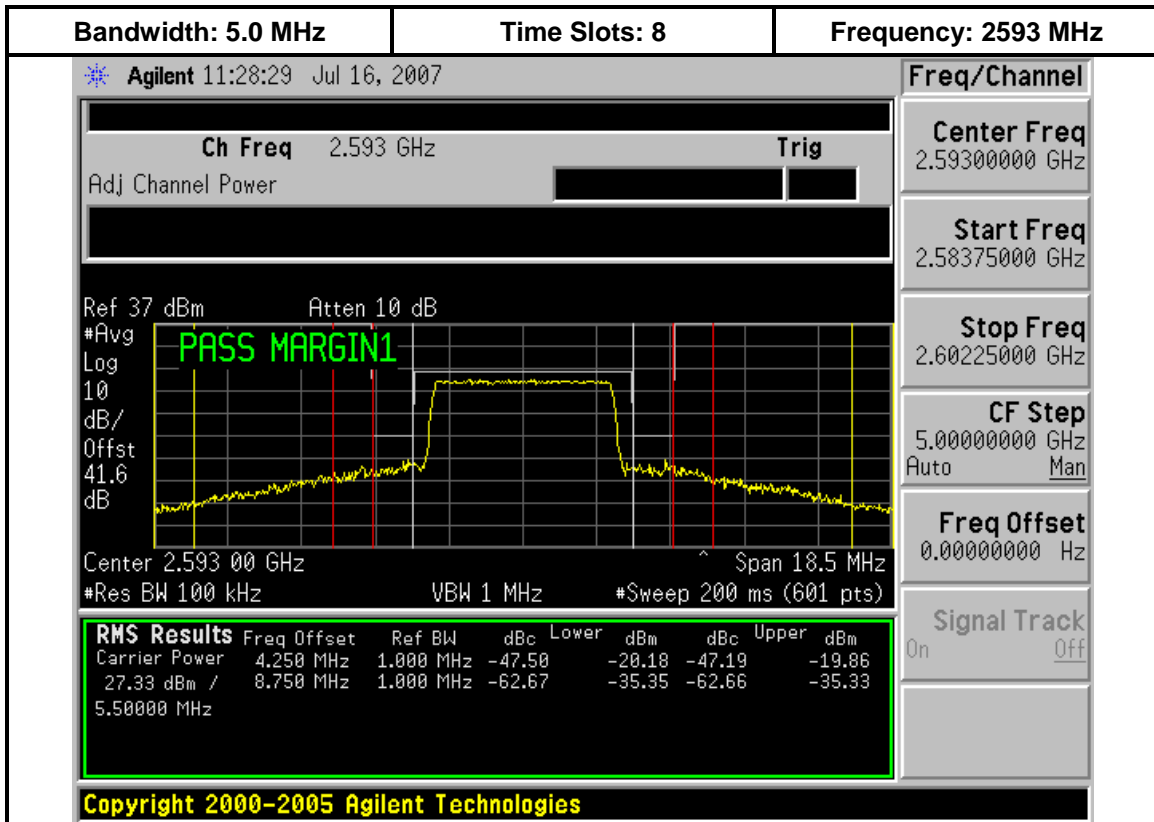 Bandwidth: 5.0 MHz Time Slots: 8 Frequency: 2593 MHz
Agilent 11:28:29 Jul 16, 2007
Freq/Channel
Ch Freq 2.593 GHz Trig
Adj Channel Power
Center Freq
2.59300000 GHz
Start Freq
2.58375000 GHz
Stop Freq
2.60225000 GHz
CF Step
5.00000000 GHz
Auto Man
Freq Offset
0.00000000 Hz
Signal Track
On Off
Ref 37 dBm Atten 10 dB
#Avg
Log
10
dB/
Offst
41.6
dB
PASS MARGIN1
Center 2.593 00 GHz ^ Span 18.5 MHz
#Res BW 100 kHz VBW 1 MHz #Sweep 200 ms (601 pts)
RMS Results Freq Offset Ref BW dBc Lower dBm dBc Upper dBm
Carrier Power 4.250 MHz 1.000 MHz -47.50 -20.18 -47.19 -19.86
27.33 dBm / 8.750 MHz 1.000 MHz -62.67 -35.35 -62.66 -35.33
5.50000 MHz
Copyright 2000-2005 Agilent Technologies